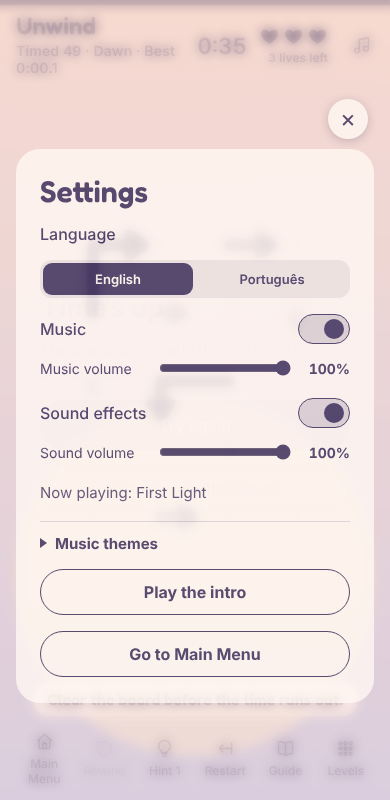 Unwind
Timed 49 · Dawn · Best
0:00.1
0:35
3 lives left
Settings
Language
English
Português
Music
Music volume
100%
Sound effects
Sound volume
100%
Now playing: First Light
Music themes
Play the intro
Go to Main Menu
Clear the board before the time runs out.
Main
Menu
Hint 1
Restart
Guide
Levels